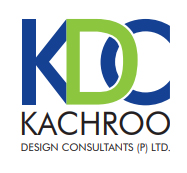 KDC
KACHROO
DESIGN CONSULTANTS (P) LTD.